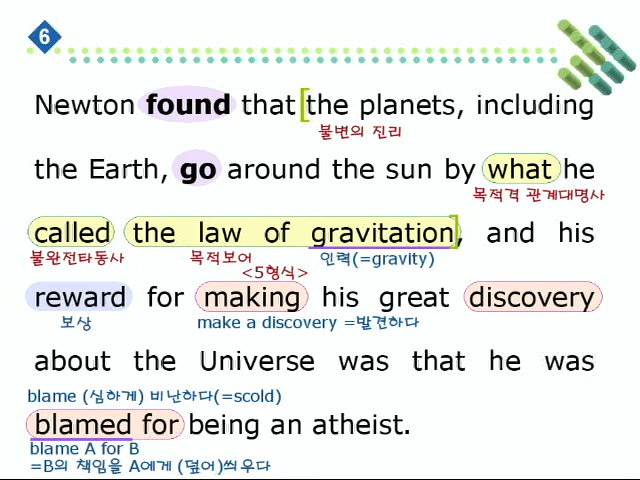 6
Newton found that [the planets, including
불변의 진리
the Earth, go around the sun by what he
목적격 관계대명사
called the law of gravitation], and his
불완전타동사 목적보어 인력(=gravity)
<5형식>
reward for making his great discovery
보상 make a discovery =발견하다
about the Universe was that he was
blame (심하게) 비난하다(=scold)
blamed for being an atheist.
blame A for B
=B의 책임을 A에게 (덮어)씌우다